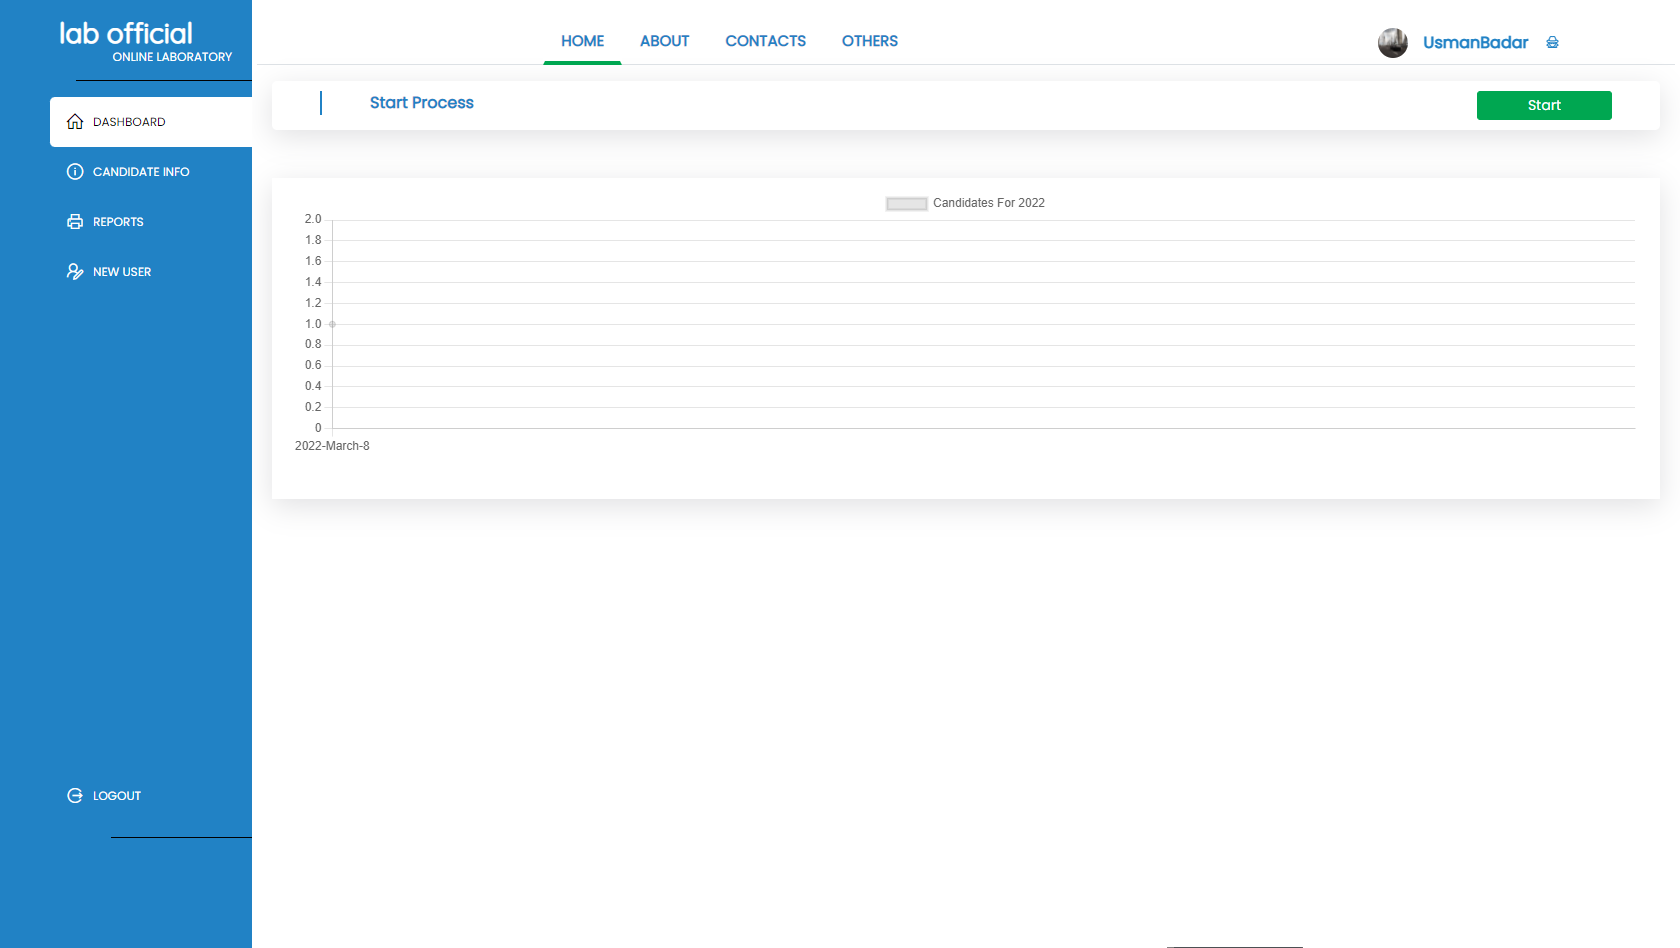 lab official
ONLINE LABORATORY
DASHBOARD
CANDIDATE INFO
REPORTS
NEW USER
LOGOUT
HOME ABOUT CONTACTS OTHERS
UsmanBadar
Start Process
Start
Candidates For 2022
2.0
1.8
1.6
1.4
1.2
1.0
0.8
0.6
0.4
0.2
0
2022-March-8